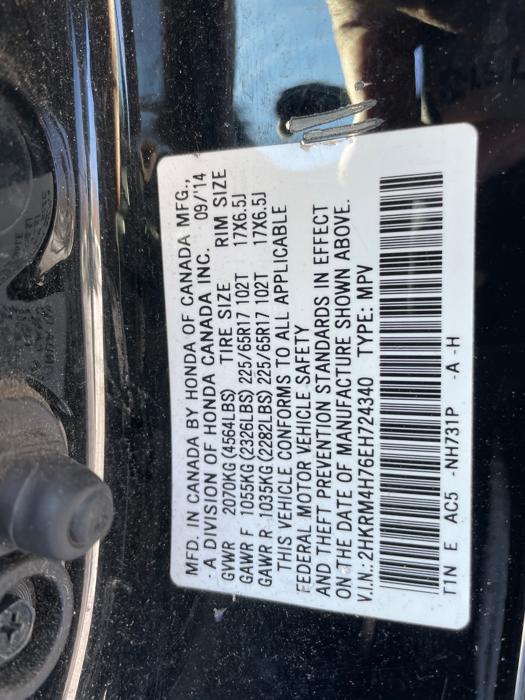 MFD. IN CANADA BY HONDA OF CANADA MFG.,
A DIVISION OF HONDA CANADA INC. 09/14
GVWR 2070KG (4564LBS) TIRE SIZE RIM SIZE
GAWR F 1055KG (2326LBS) 225/65R17 102T 17X6.5J
GAWR R 1035KG (2282LBS) 225/65R17 102T 17X6.5J
THIS VEHICLE CONFORMS TO ALL APPLICABLE
FEDERAL MOTOR VEHICLE SAFETY
AND THEFT PREVENTION STANDARDS IN EFFECT
ON THE DATE OF MANUFACTURE SHOWN ABOVE.
V.I.N.: 2HKRM4H76EH724340 TYPE: MPV
T1N E AC5 -NH731P -A -H